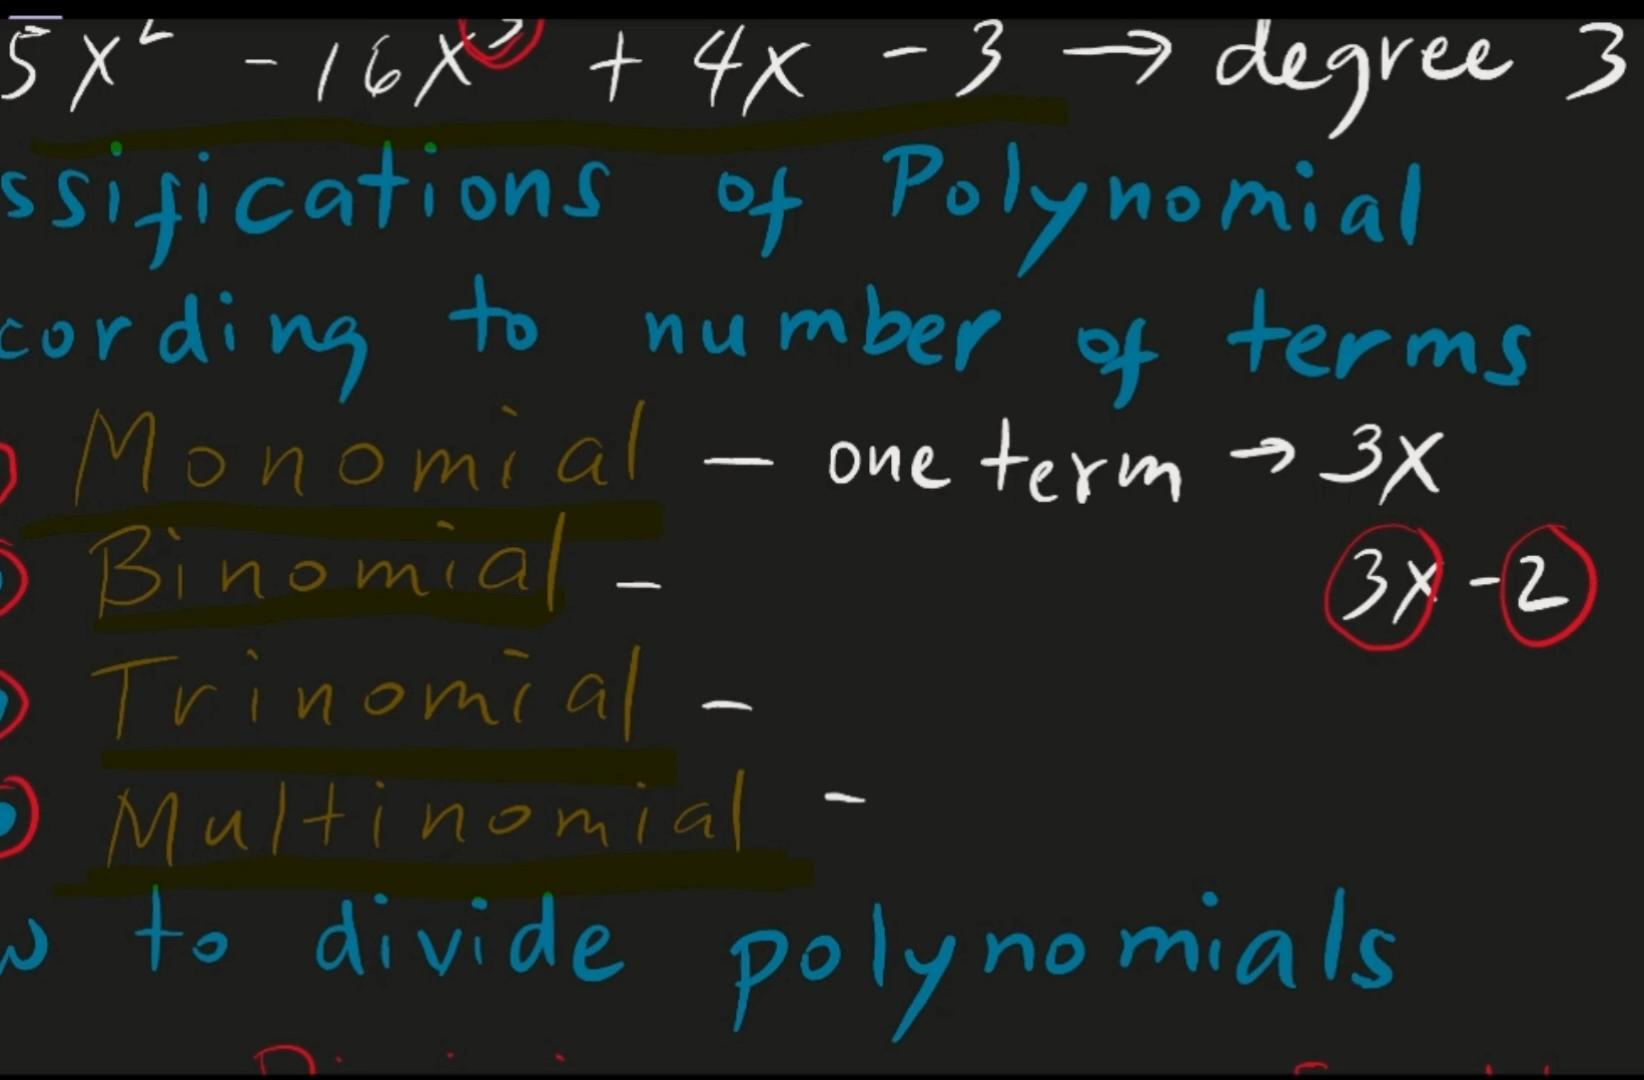 5x² - 16x³ + 4x - 3 → degree 3
ssifications of Polynomial
cording to number of terms
Monomial - one term → 3x
Binomial - 3x - 2
Trinomial -
Multinomial -
w to divide polynomials